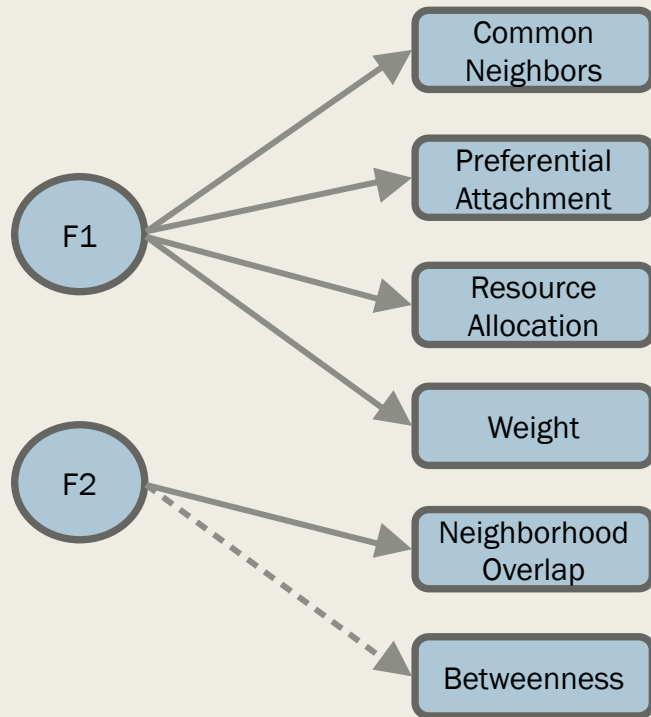 Common
Neighbors
Preferential
Attachment
F1
Resource
Allocation
Weight
F2
Neighborhood
Overlap
Betweenness